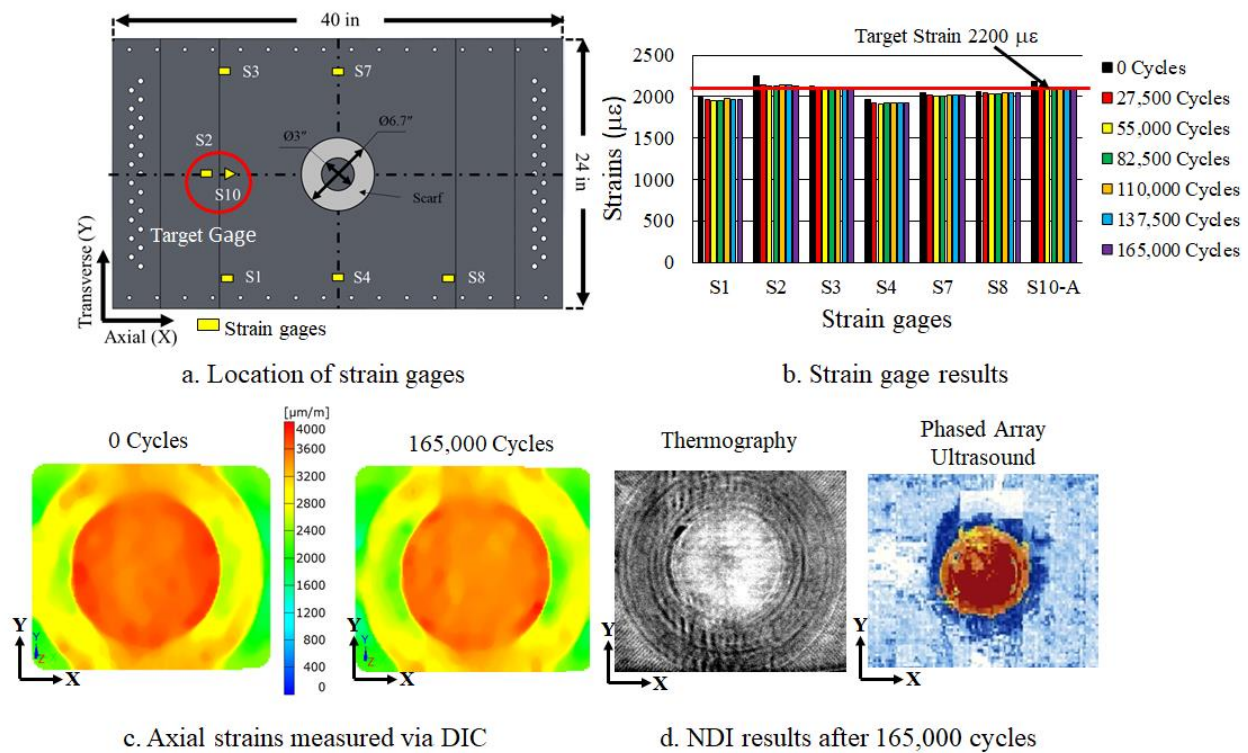 40 in
24 in
S3
S7
S2
Ø3"
Ø6.7"
S10
Scarf
Target Gage
S1
S4
S8
Transverse (Y)
Axial (X)
Strain gages
a. Location of strain gages
Target Strain 2200 με
Strains (με)
2500
2000
1500
1000
500
0
S1 S2 S3 S4 S7 S8 S10-A
Strain gages
0 Cycles
27,500 Cycles
55,000 Cycles
82,500 Cycles
110,000 Cycles
137,500 Cycles
165,000 Cycles
b. Strain gage results
0 Cycles
[µm/m]
4000
3600
3200
2800
2400
2000
1600
1200
800
400
0
165,000 Cycles
Y
Y
Z
X
Y
Y
Z
X
c. Axial strains measured via DIC
Thermography
Phased Array
Ultrasound
Y
X
Y
X
d. NDI results after 165,000 cycles